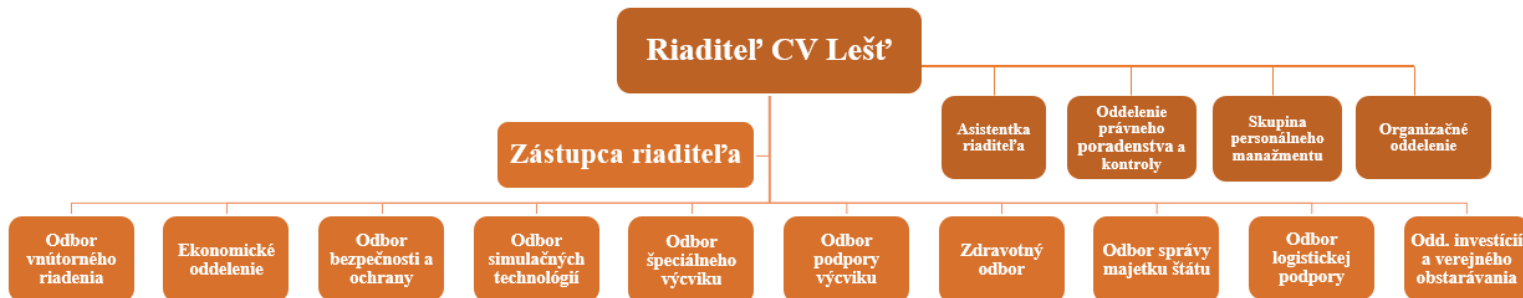 Riaditeľ CV Lešť
Asistentka
riaditeľa
Oddelenie
právneho
poradenstva a
kontroly
Skupina
personálneho
manažmentu
Organizačné
oddelenie
Zástupca riaditeľa
Odbor
vnútorného
riadenia
Ekonomické
oddelenie
Odbor
bezpečnosti a
ochrany
Odbor
simulačných
technológií
Odbor
špeciálneho
výcviku
Odbor
podpory
výcviku
Zdravotný
odbor
Odbor správy
majetku štátu
Odbor
logistickej
podpory
Odd. investícií
a verejného
obstarávania